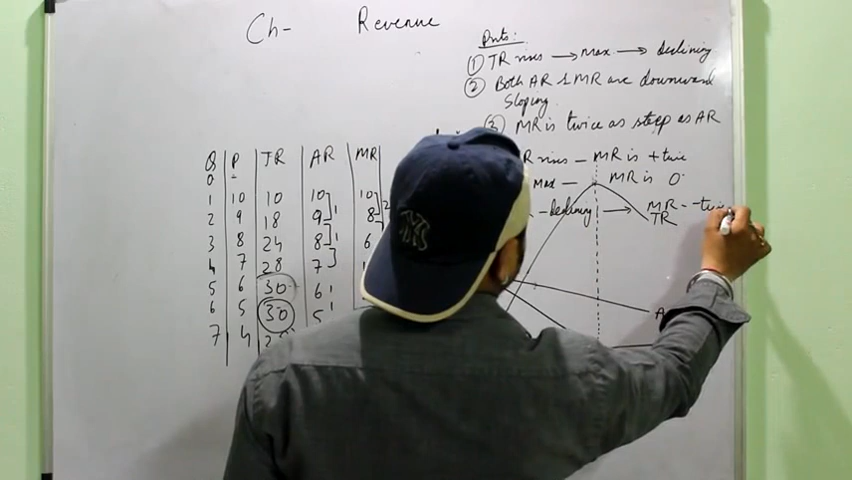 Ch- Revenue
Pnts:
① TR rises → max → declining
② Both AR & MR are downward
sloping.
③ MR is twice as steep as AR
rises - MR is +tive
max - MR is 0
- declining → MR - -tive
TR
Q P TR AR MR
0 -
1 10 10 10 10
2 9 18 9 8
3 8 24 8 6
4 7 28 7
5 6 30 6
6 5 30 5
7 4
1
1
A